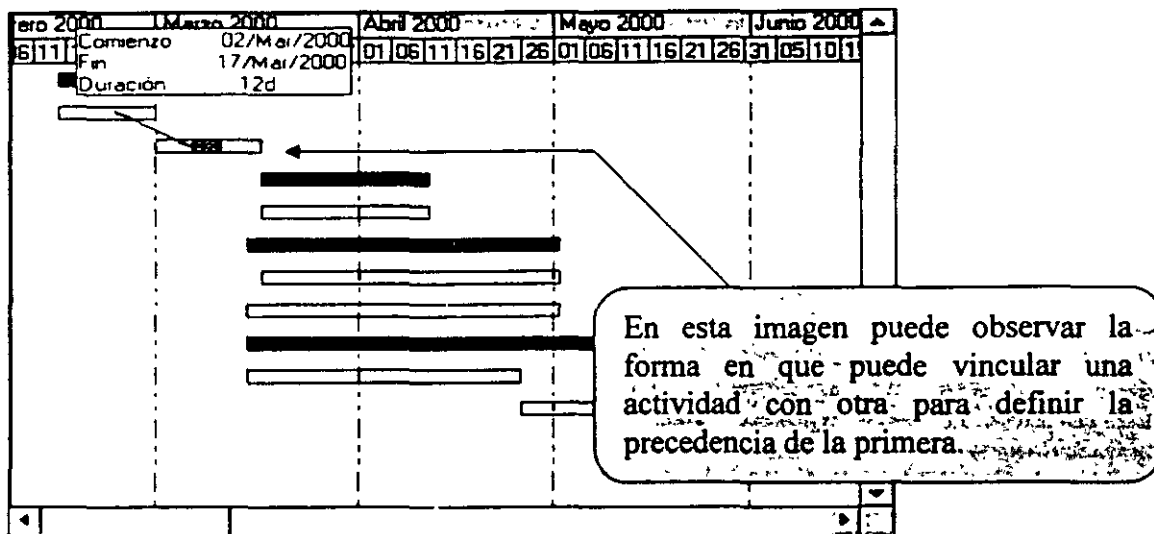 ero 2000 Marzo 2000 Abril 2000 Mayo 2000 Junio 2000
11 01 06 11 16 21 26 01 06 11 16 21 26 31 05 10
Comienzo 02/Mar/2000
Fin 17/Mar/2000
Duración 12d
En esta imagen puede observar la
forma en que puede vincular una
actividad con otra para definir la
precedencia de la primera.